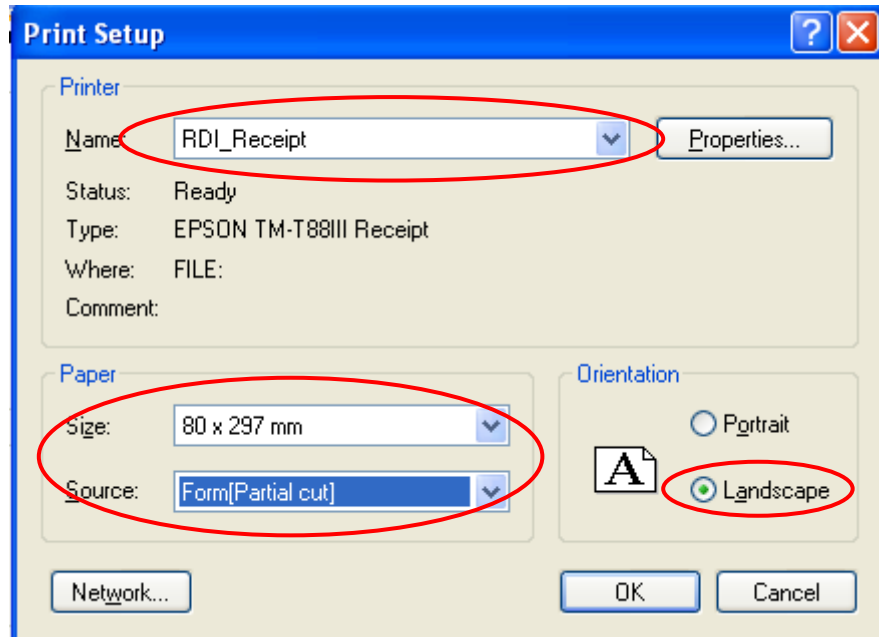 Print Setup
Printer
Name: RDI_Receipt Properties...
Status: Ready
Type: EPSON TM-T88III Receipt
Where: FILE:
Comment:
Paper
Size: 80 x 297 mm
Source: Form[Partial cut]
Orientation
A
Portrait
Landscape
Network... OK Cancel